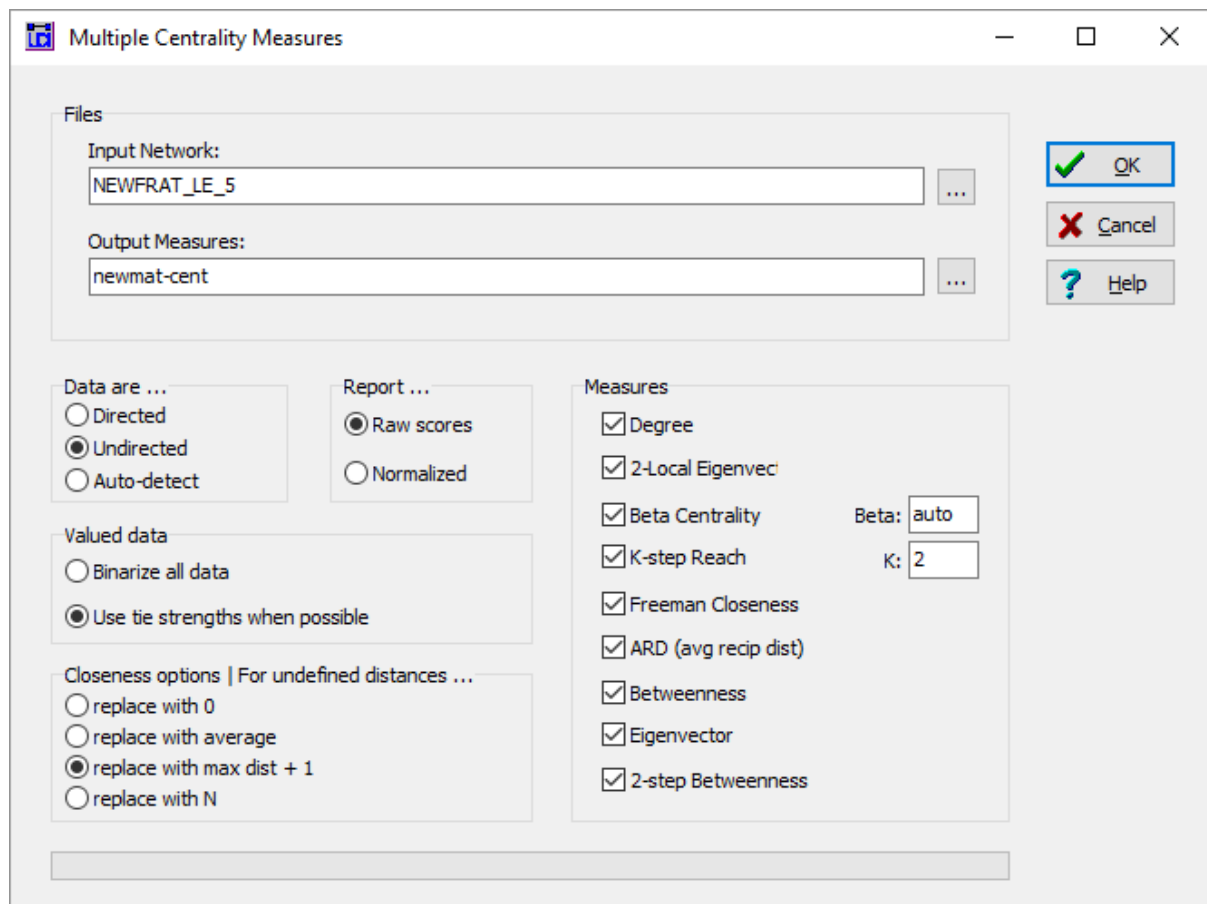 Multiple Centrality Measures
Files
Input Network:
NEWFRAT_LE_5
...
Output Measures:
newmat-cent
...
OK
Cancel
? Help
Data are ...
Directed
Undirected
Auto-detect
Report ...
Raw scores
Normalized
Valued data
Binarize all data
Use tie strengths when possible
Closeness options | For undefined distances ...
replace with 0
replace with average
replace with max dist + 1
replace with N
Measures
Degree
2-Local Eigenvect
Beta Centrality Beta: auto
K-step Reach K: 2
Freeman Closeness
ARD (avg recip dist)
Betweenness
Eigenvector
2-step Betweenness